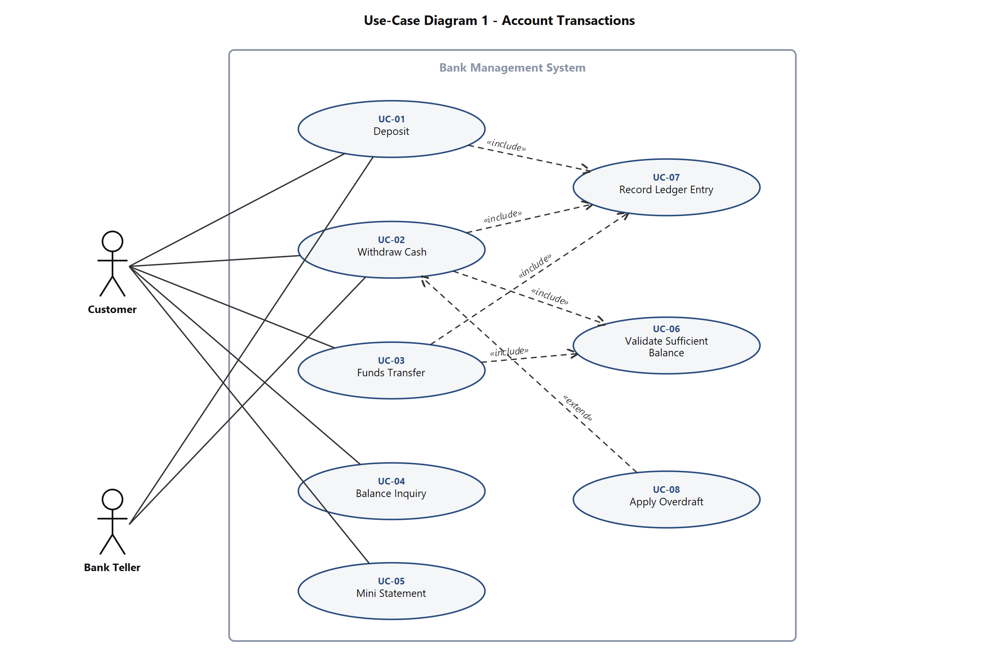 Use-Case Diagram 1 - Account Transactions
Bank Management System
UC-01
Deposit
«include»
UC-07
Record Ledger Entry
«include»
UC-02
Withdraw Cash
«include»
«include»
Customer
UC-06
Validate Sufficient
Balance
«include»
UC-03
Funds Transfer
«extend»
UC-04
Balance Inquiry
UC-08
Apply Overdraft
Bank Teller
UC-05
Mini Statement